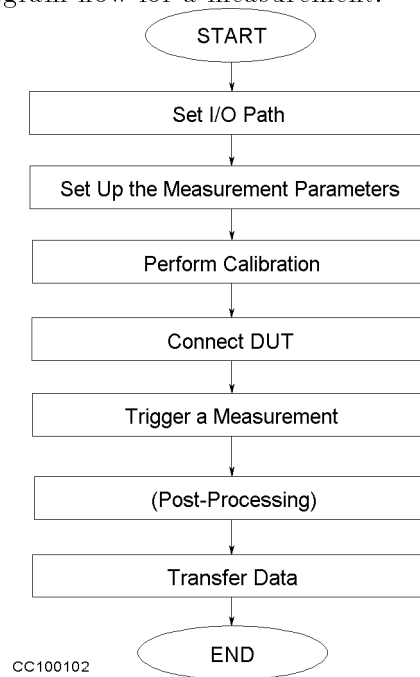 program flow for a measurement.
START
Set I/O Path
Set Up the Measurement Parameters
Perform Calibration
Connect DUT
Trigger a Measurement
(Post-Processing)
Transfer Data
END
CC100102